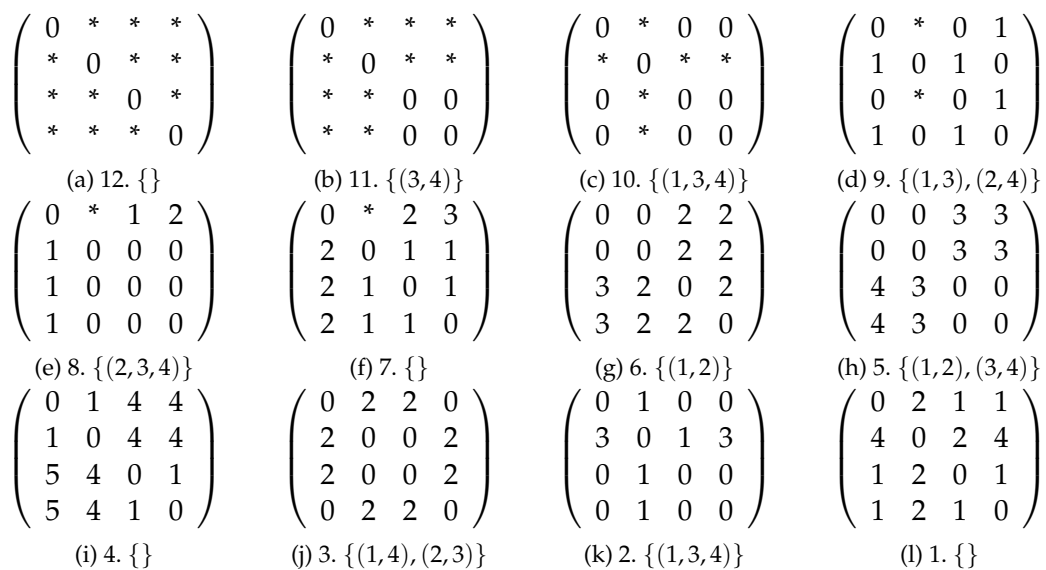 0 * * * 0 * * * 0 * 0 0 0 * 0 1
* 0 * * * 0 * * * 0 * * 1 0 1 0
* * 0 * * * 0 0 0 * 0 0 0 * 0 1
* * * 0 * * 0 0 0 * 0 0 1 0 1 0
(a) 12. {} (b) 11. {(3, 4)} (c) 10. {(1, 3, 4)} (d) 9. {(1, 3), (2, 4)}
0 * 1 2 0 * 2 3 0 0 2 2 0 0 3 3
1 0 0 0 2 0 1 1 0 0 2 2 0 0 3 3
1 0 0 0 2 1 0 1 3 2 0 2 4 3 0 0
1 0 0 0 2 1 1 0 3 2 2 0 4 3 0 0
(e) 8. {(2, 3, 4)} (f) 7. {} (g) 6. {(1, 2)} (h) 5. {(1, 2), (3, 4)}
0 1 4 4 0 2 2 0 0 1 0 0 0 2 1 1
1 0 4 4 2 0 0 2 3 0 1 3 4 0 2 4
5 4 0 1 2 0 0 2 0 1 0 0 1 2 0 1
5 4 1 0 0 2 2 0 0 1 0 0 1 2 1 0
(i) 4. {} (j) 3. {(1, 4), (2, 3)} (k) 2. {(1, 3, 4)} (l) 1. {}